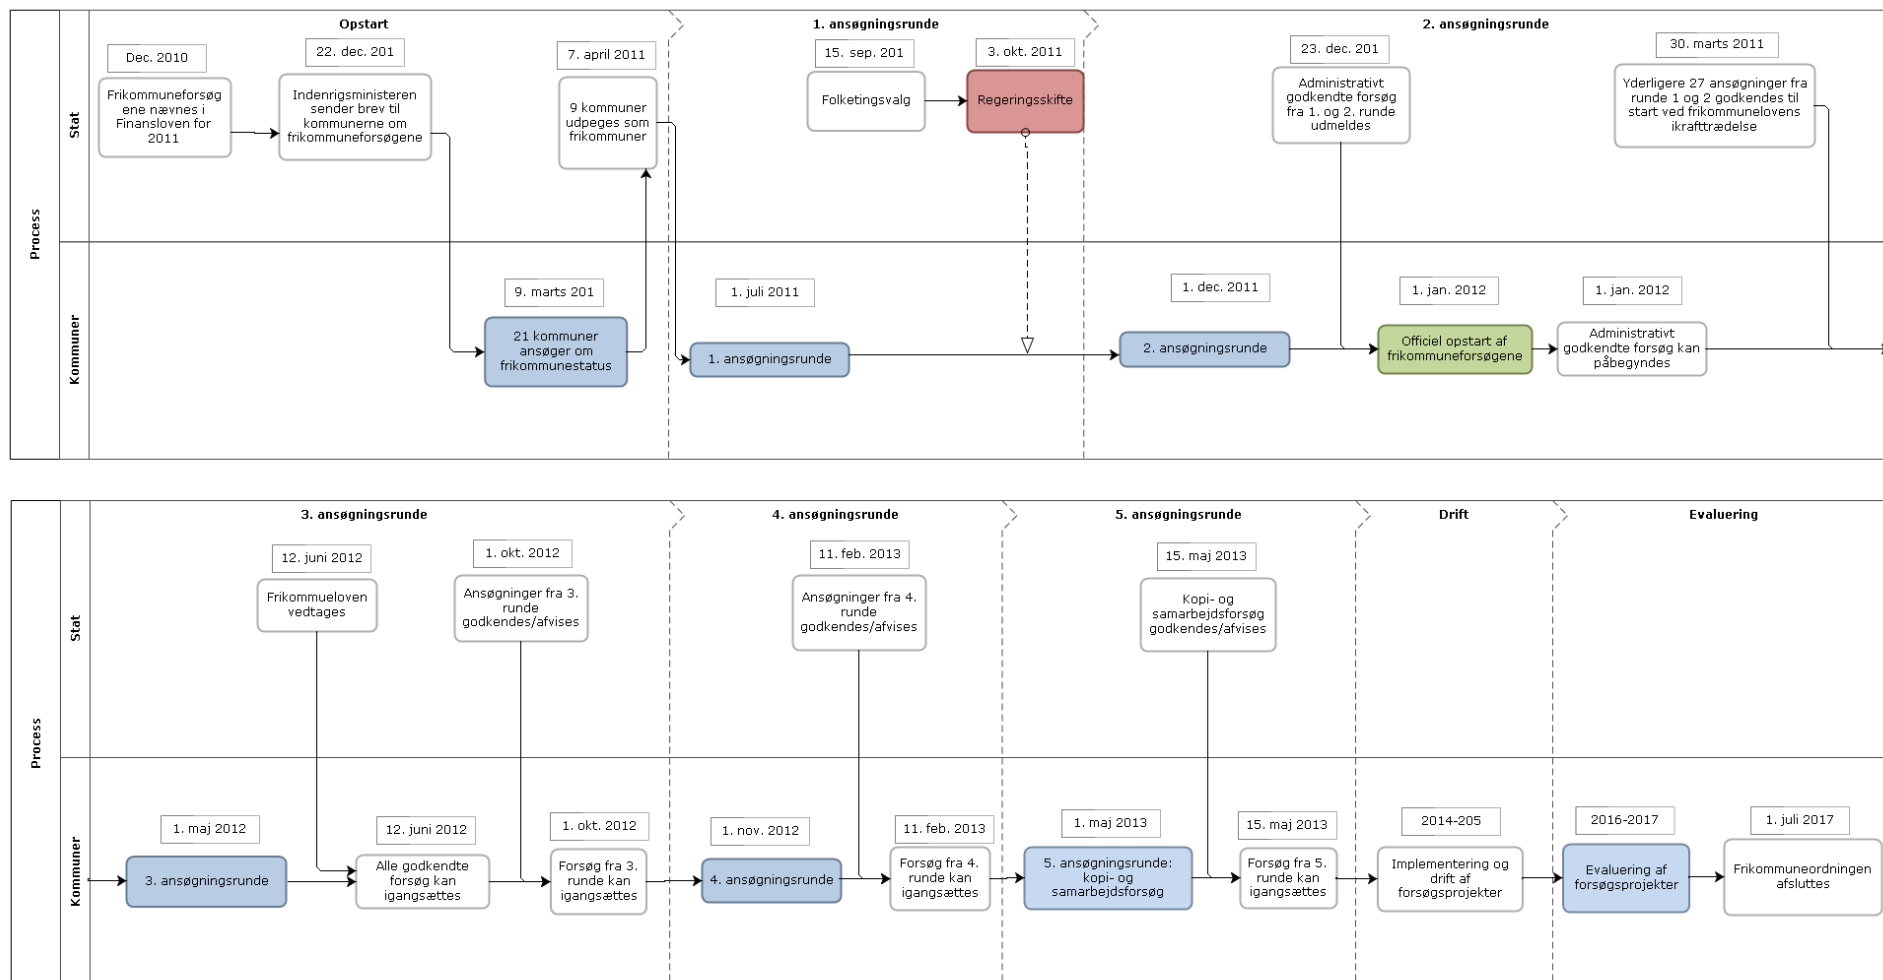 Opstart
1. ansøgningsrunde
2. ansøgningsrunde
Process
Stat
Kommuner
Dec. 2010
Frikommuneforsøg
ene nævnes i
Finansloven for
2011
22. dec. 201
Indenrigsministeren
sender brev til
kommunerne om
frikommuneforsøgene
7. april 2011
9 kommuner
udpeges som
frikommuner
15. sep. 201
Folketingsvalg
3. okt. 2011
Regeringsskifte
23. dec. 201
Administrativt
godkendte forsøg
fra 1. og 2. runde
udmeldes
30. marts 2011
Yderligere 27 ansøgninger fra
runde 1 og 2 godkendes til
start ved frikommunelovens
ikrafttrædelse
9. marts 201
21 kommuner
ansøger om
frikommunestatus
1. juli 2011
1. ansøgningsrunde
1. dec. 2011
2. ansøgningsrunde
1. jan. 2012
Officiel opstart af
frikommuneforsøgene
1. jan. 2012
Administrativt
godkendte forsøg kan
påbegyndes
3. ansøgningsrunde
4. ansøgningsrunde
5. ansøgningsrunde
Drift
Evaluering
Process
Stat
Kommuner
12. juni 2012
Frikommueloven
vedtages
1. okt. 2012
Ansøgninger fra 3.
runde
godkendes/afvises
11. feb. 2013
Ansøgninger fra 4.
runde
godkendes/afvises
15. maj 2013
Kopi- og
samarbejdsforsøg
godkendes/afvises
1. maj 2012
3. ansøgningsrunde
12. juni 2012
Alle godkendte
forsøg kan
igangsættes
1. okt. 2012
Forsøg fra 3.
runde kan
igangsættes
1. nov. 2012
4. ansøgningsrunde
11. feb. 2013
Forsøg fra 4.
runde kan
igangsættes
1. maj 2013
5. ansøgningsrunde:
kopi- og
samarbejdsforsøg
15. maj 2013
Forsøg fra 5.
runde kan
igangsættes
2014-205
Implementering og
drift af
forsøgsprojekter
2016-2017
Evaluering af
forsøgsprojekter
1. juli 2017
Frikommuneordningen
afsluttes